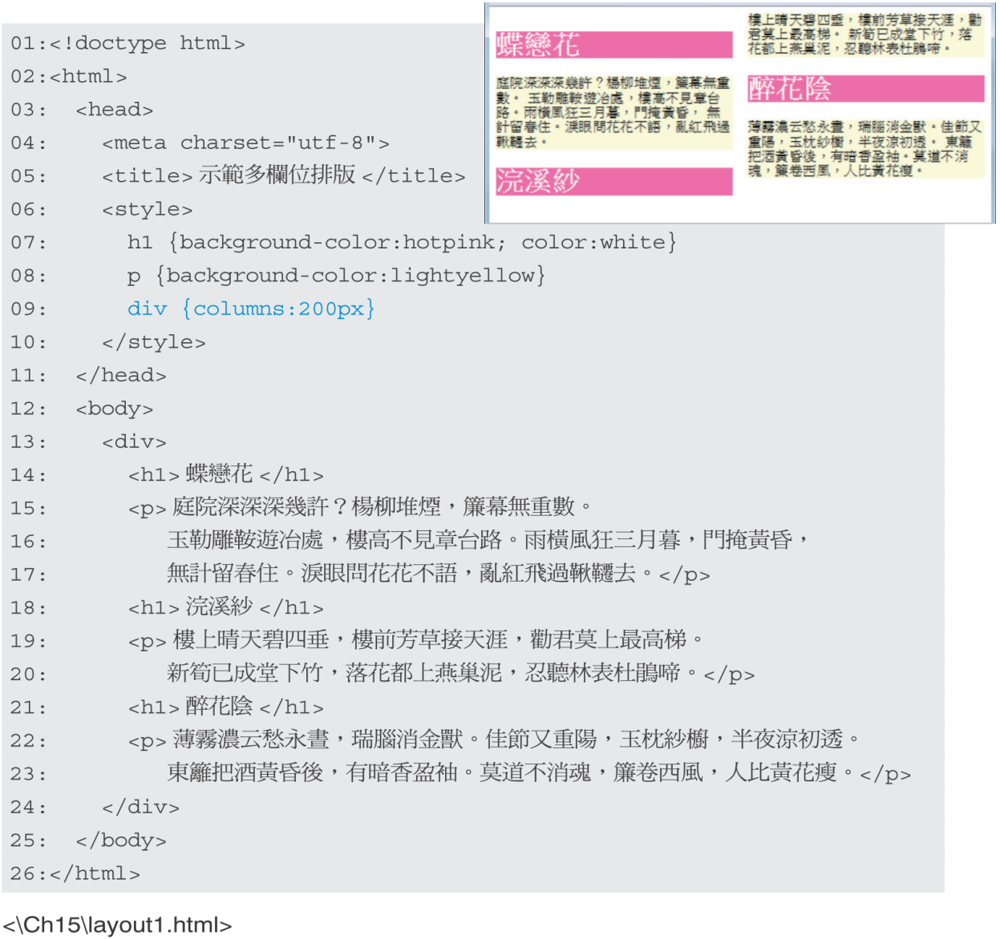 01:<!doctype html>
02:<html>
03:  <head>
04:    <meta charset="utf-8">
05:    <title> 示範多欄位排版 </title>
06:    <style>
07:      h1 {background-color:hotpink; color:white}
08:      p {background-color:lightyellow}
09:      div {columns:200px}
10:    </style>
11:  </head>
12:  <body>
13:    <div>
14:      <h1> 蝶戀花 </h1>
15:      <p> 庭院深深深幾許？楊柳堆煙，簾幕無重數。
16:         玉勒雕鞍遊冶處，樓高不見章台路。雨橫風狂三月暮，門掩黃昏，
17:         無計留春住。淚眼問花花不語，亂紅飛過鞦韆去。</p>
18:      <h1> 浣溪紗 </h1>
19:      <p> 樓上晴天碧四垂，樓前芳草接天涯，勸君莫上最高梯。
20:         新筍已成堂下竹，落花都上燕巢泥，忍聽林表杜鵑啼。</p>
21:      <h1> 醉花陰 </h1>
22:      <p> 薄霧濃云愁永晝，瑞腦消金獸。佳節又重陽，玉枕紗櫥，半夜涼初透。
23:         東籬把酒黃昏後，有暗香盈袖。莫道不消魂，簾卷西風，人比黃花瘦。</p>
24:    </div>
25:  </body>
26:</html>
蝶戀花
庭院深深深幾許？楊柳堆煙，簾幕無重
數。 玉勒雕鞍遊冶處，樓高不見章台
路。雨橫風狂三月暮，門掩黃昏， 無
計留春住。淚眼問花花不語，亂紅飛過
鞦韆去。
浣溪紗
樓上晴天碧四垂，樓前芳草接天涯，勸
君莫上最高梯。 新筍已成堂下竹，落
花都上燕巢泥，忍聽林表杜鵑啼。
醉花陰
薄霧濃云愁永晝，瑞腦消金獸。佳節又
重陽，玉枕紗櫥，半夜涼初透。 東籬
把酒黃昏後，有暗香盈袖。莫道不消
魂，簾卷西風，人比黃花瘦。
<\Ch15\layout1.html>